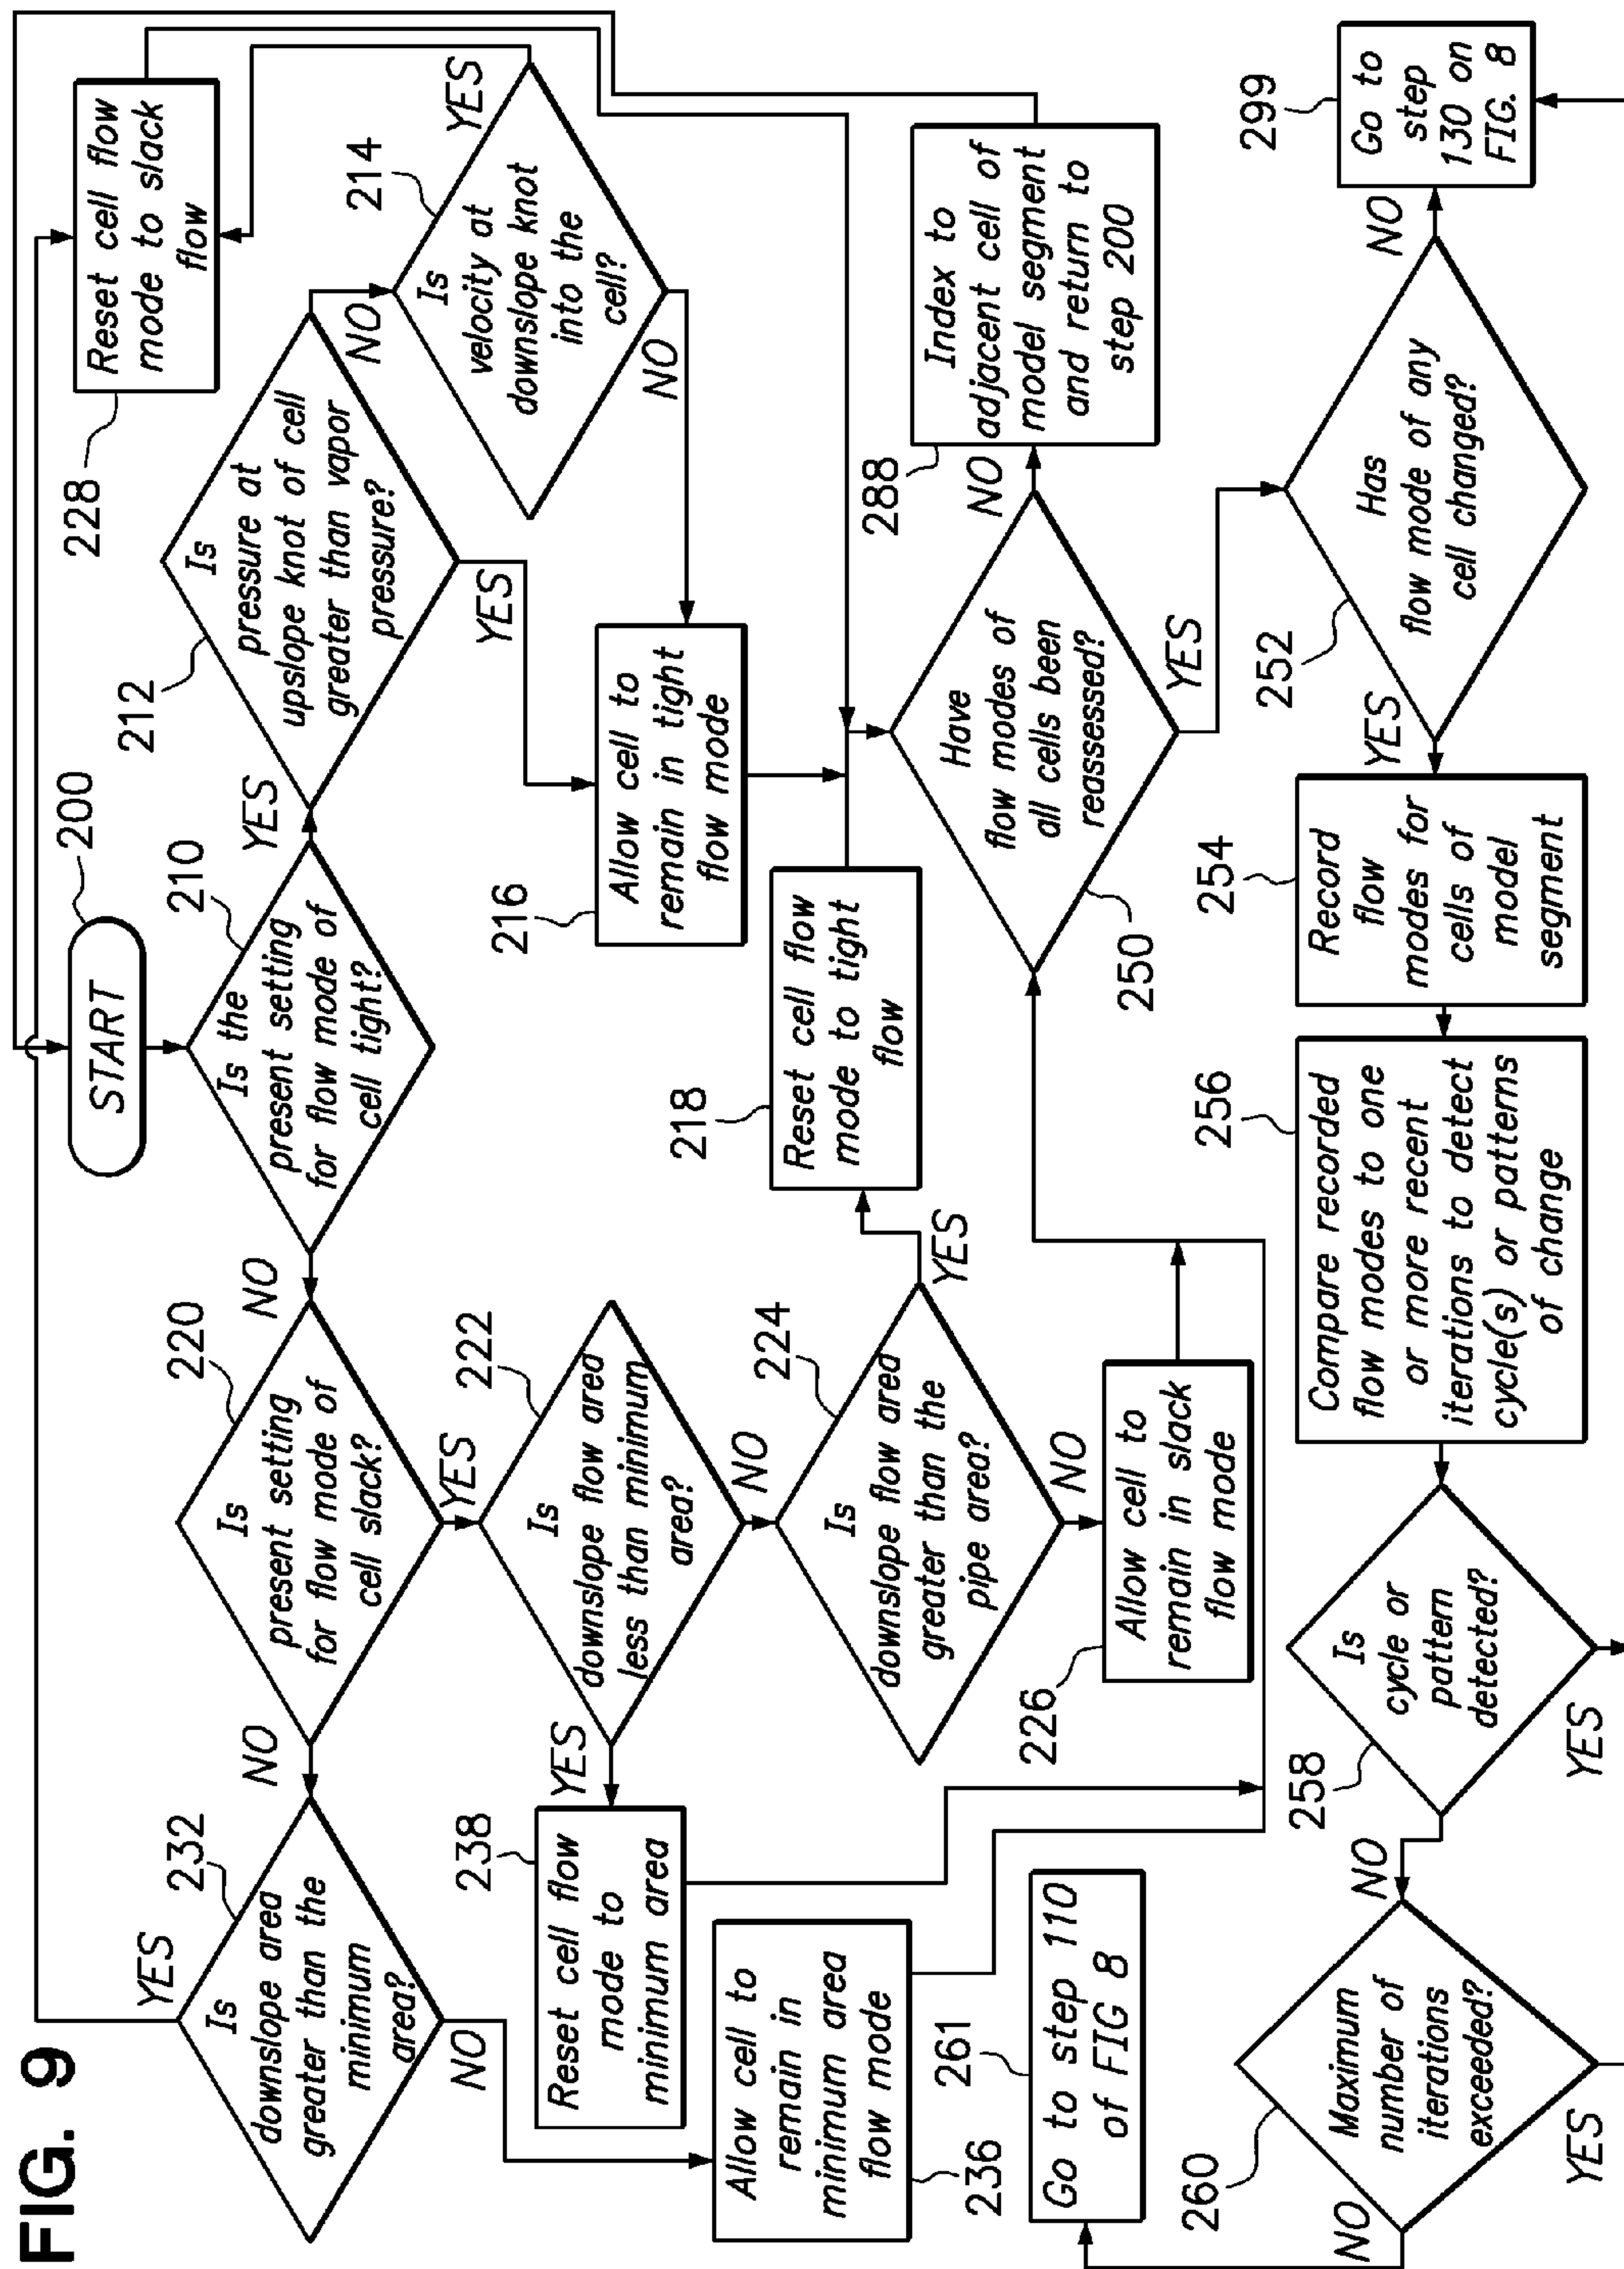 FIG. 9
START
200
Is the
present setting
for flow mode of
cell tight?
210
YES
NO
Is
pressure at
upslope knot of cell
greater than vapor
pressure?
212
YES
NO
Is
velocity at
downslope knot
into the
cell?
214
YES
NO
Allow cell to
remain in tight
flow mode
216
Reset cell flow
mode to tight
flow
218
Is
present setting
for flow mode of
cell slack?
220
YES
NO
Is
downslope flow area
less than minimum
area?
222
YES
NO
Is
downslope flow area
greater than the
pipe area?
224
YES
NO
Allow cell to
remain in slack
flow mode
226
Reset cell flow
mode to slack
flow
228
Is
downslope area
greater than the
minimum
area?
232
YES
NO
Allow cell to
remain in
minimum area
flow mode
236
Reset cell flow
mode to
minimum area
238
Have
flow modes of
all cells been
reassessed?
250
NO
YES
Index to
adjacent cell of
model segment
and return to
step 200
288
Has
flow mode of any
cell changed?
252
YES
NO
Go to
step
130 on
FIG. 8
299
Record
flow
modes for
cells of
model
segment
254
Compare recorded
flow modes to one
or more recent
iterations to detect
cycle(s) or patterns
of change
256
Is
cycle or
pattern
detected?
258
NO
YES
Maximum
number of
iterations
exceeded?
260
NO
YES
Go to step 110
of FIG 8
261